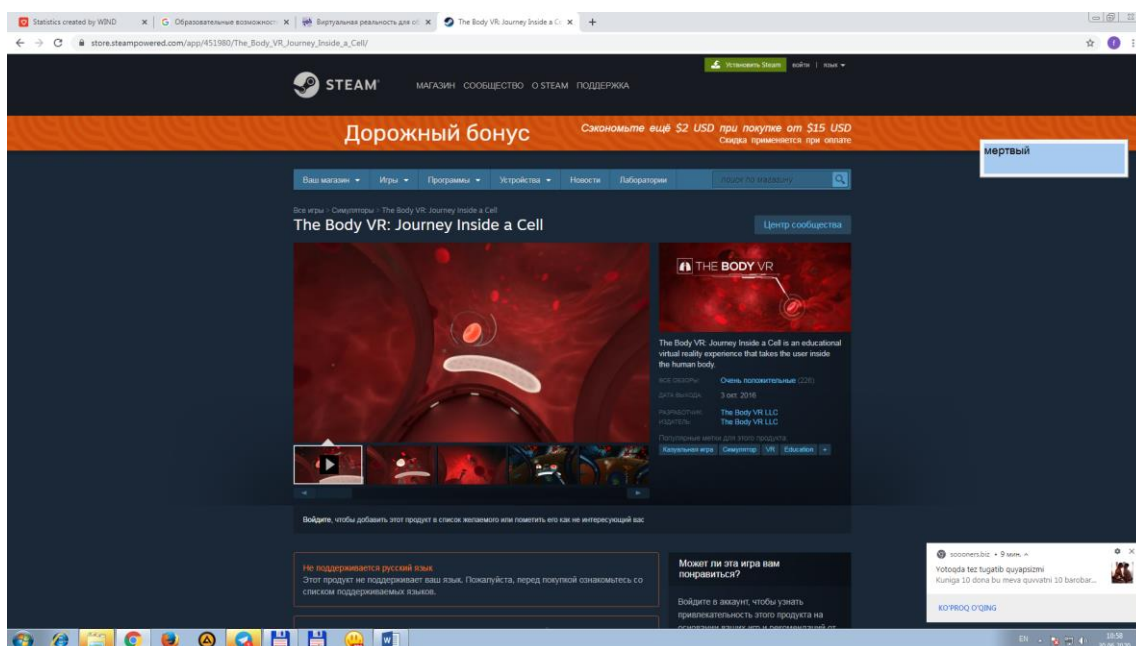 Statistics created by WIND
Образовательные возможност
Виртуальная реальность для об
The Body VR: Journey Inside a Ce
store.steampowered.com/app/451980/The_Body_VR_Journey_Inside_a_Cell/
Установить Steam войти | язык
STEAM
МАГАЗИН СООБЩЕСТВО О STEAM ПОДДЕРЖКА
Дорожный бонус
Сэкономьте ещё $2 USD при покупке от $15 USD
Скидка применяется при оплате
мертвый
Ваш магазин Игры Программы Устройства Новости Лаборатории поиск по магазину
Все игры > Симуляторы > The Body VR: Journey Inside a Cell
The Body VR: Journey Inside a Cell
Центр сообщества
THE BODY VR
The Body VR: Journey Inside a Cell is an educational
virtual reality experience that takes the user inside
the human body.
ВСЕ ОБЗОРЫ: Очень положительные (226)
ДАТА ВЫХОДА: 3 окт. 2016
РАЗРАБОТЧИК: The Body VR LLC
ИЗДАТЕЛЬ: The Body VR LLC
Популярные метки для этого продукта:
Казуальная игра Симулятор VR Education +
Войдите, чтобы добавить этот продукт в список желаемого или пометить его как не интересующий вас
Не поддерживается русский язык
Этот продукт не поддерживает ваш язык. Пожалуйста, перед покупкой ознакомьтесь со
списком поддерживаемых языков.
Может ли эта игра вам
понравиться?
Войдите в аккаунт, чтобы узнать
привлекательность этого продукта на
основании ваших игр и рекомендаций от
soooners.biz • 9 мин.
Yotoqda tez tugatib quyapsizmi
Kuniga 10 dona bu meva quvvatni 10 barobar...
KO'PROQ O'QING
EN
10:58